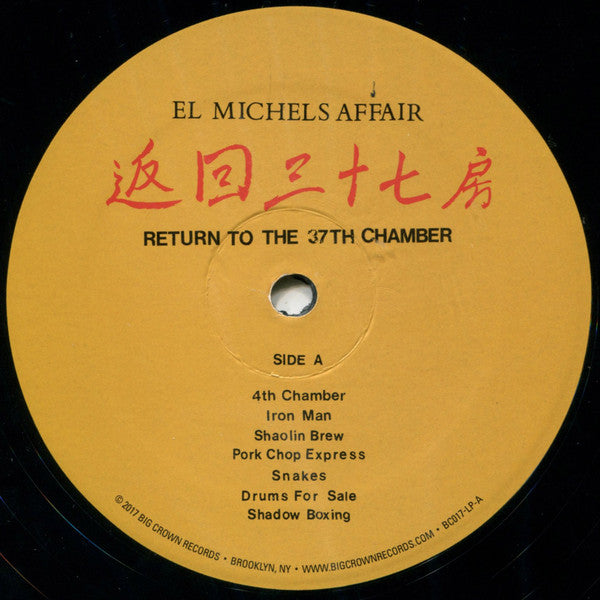 EL MICHELS AFFAIR
返回三十七房
RETURN TO THE 37TH CHAMBER
SIDE A
4th Chamber
Iron Man
Shaolin Brew
Pork Chop Express
Snakes
Drums For Sale
Shadow Boxing
© 2017 BIG CROWN RECORDS • BROOKLYN, NY • WWW.BIGCROWNRECORDS.COM • BC017-LP-A